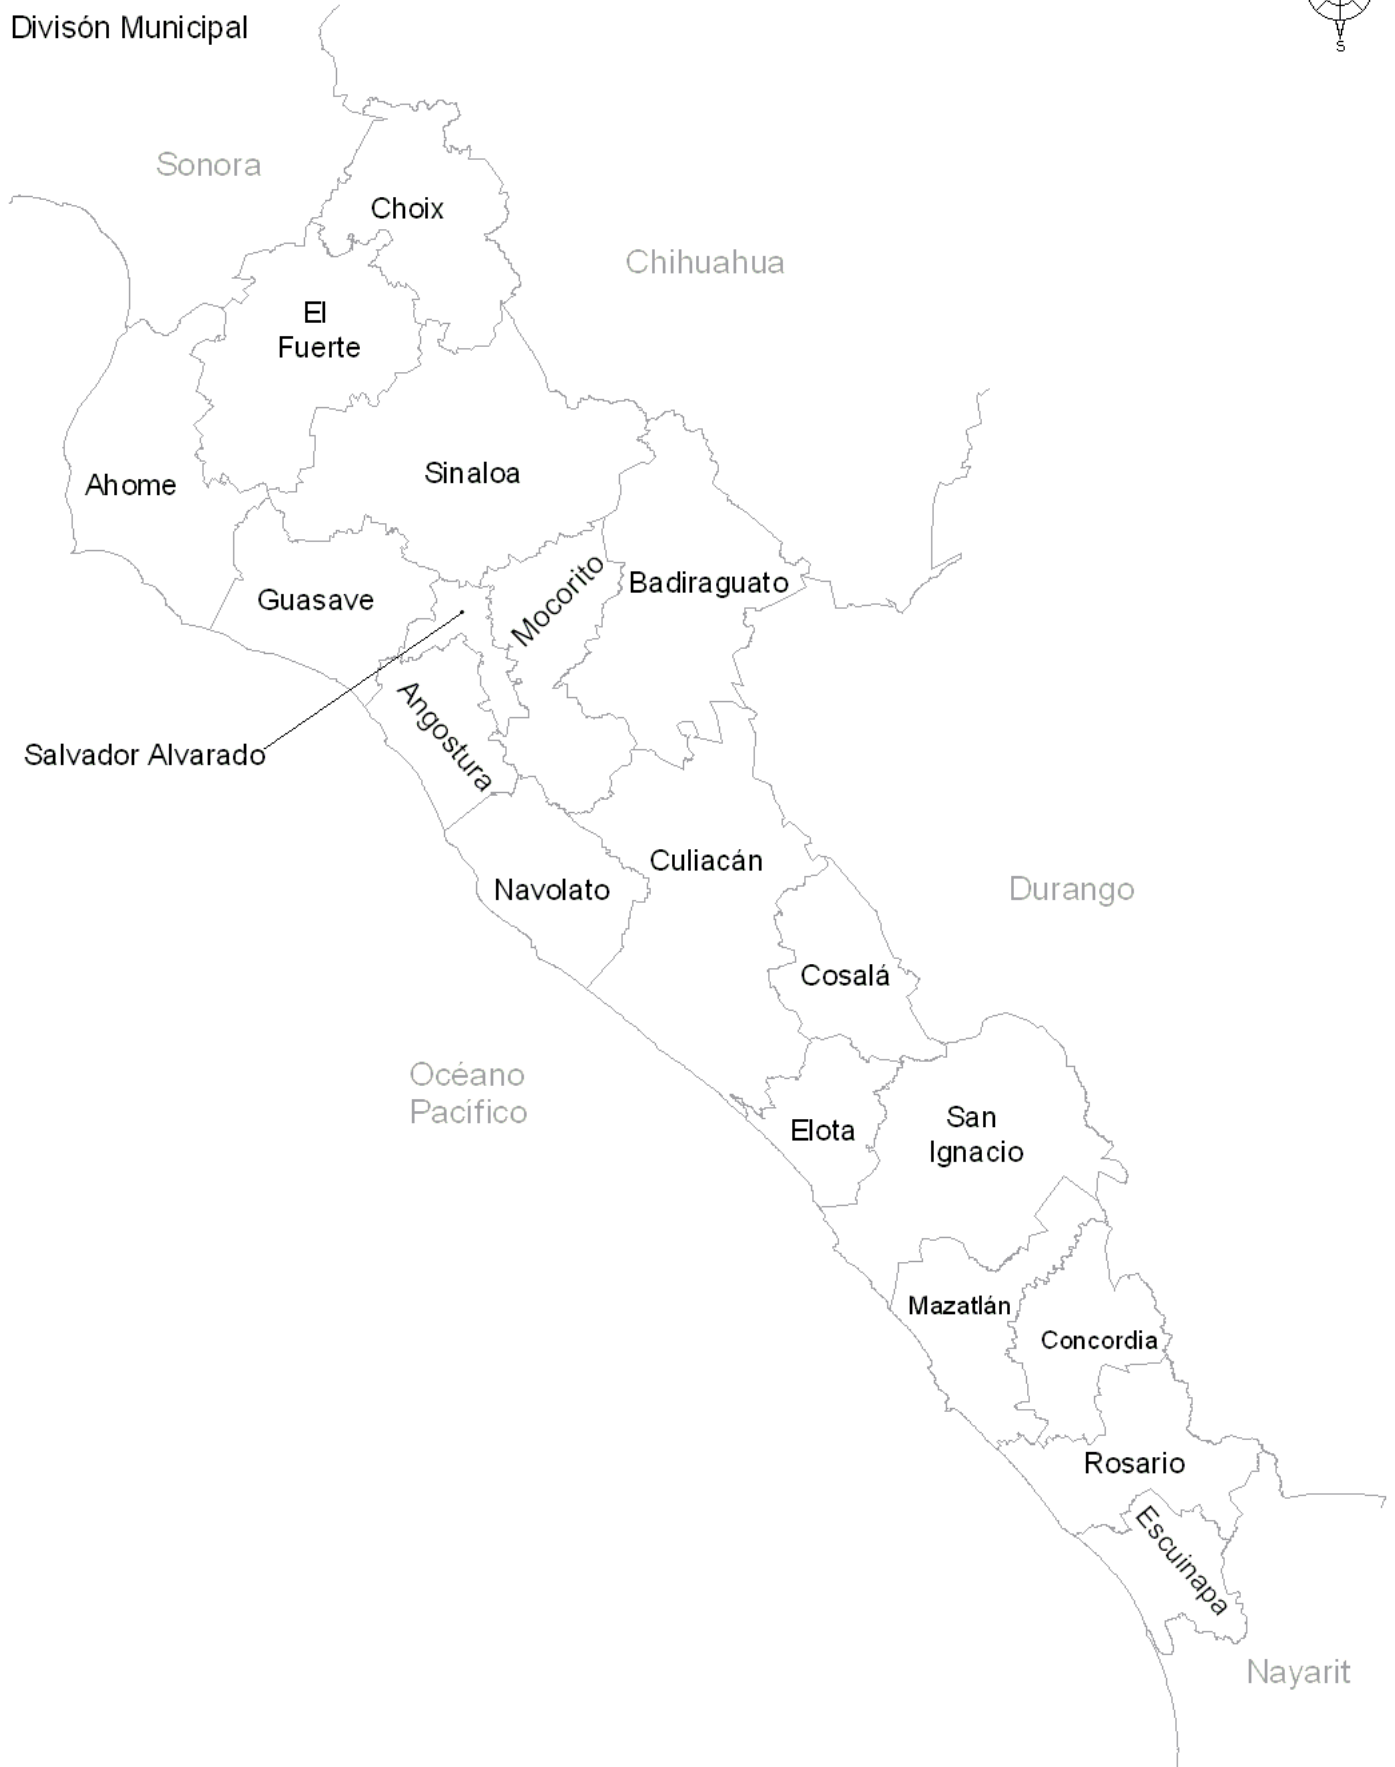 Divisón Municipal
S
Sonora
Choix
Chihuahua
El
Fuerte
Sinaloa
Ahome
Mocorito
Badiraguato
Guasave
Angostura
Salvador Alvarado
Culiacán
Navolato
Durango
Cosalá
Océano
Pacífico
Elota
San
Ignacio
Mazatlán
Concordia
Rosario
Escuinapa
Nayarit